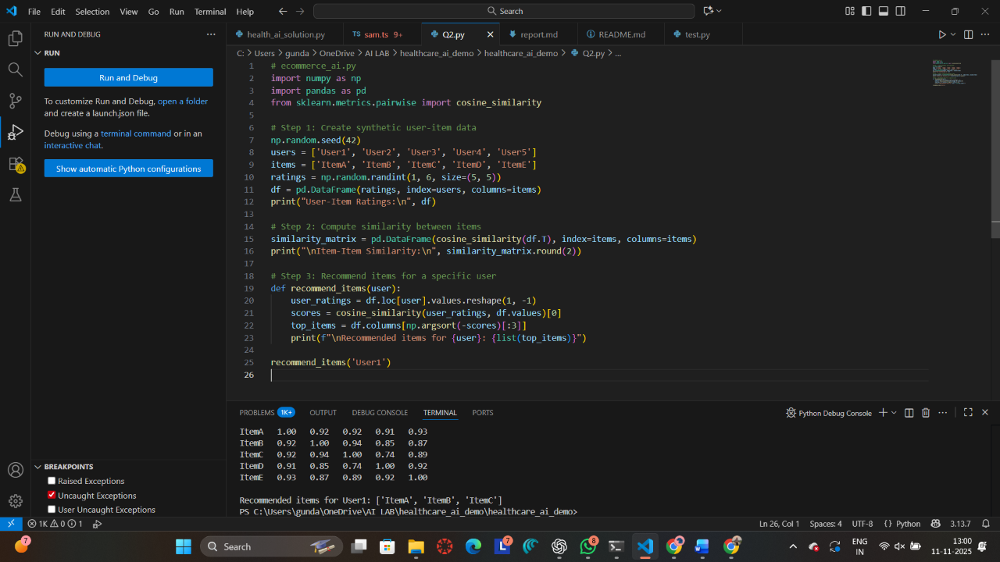 File Edit Selection View Go Run Terminal Help
Search
RUN AND DEBUG
RUN
Run and Debug
To customize Run and Debug, open a folder
and create a launch.json file.
Debug using a terminal command or in an
interactive chat.
Show automatic Python configurations
BREAKPOINTS
Raised Exceptions
Uncaught Exceptions
User Uncaught Exceptions
health_ai_solution.py TS sam.ts 9+ Q2.py report.md README.md test.py
C: > Users > gunda > OneDrive > AI LAB > healthcare_ai_demo > healthcare_ai_demo > Q2.py > ...
1 # ecommerce_ai.py
2 import numpy as np
3 import pandas as pd
4 from sklearn.metrics.pairwise import cosine_similarity
5
6 # Step 1: Create synthetic user-item data
7 np.random.seed(42)
8 users = ['User1', 'User2', 'User3', 'User4', 'User5']
9 items = ['ItemA', 'ItemB', 'ItemC', 'ItemD', 'ItemE']
10 ratings = np.random.randint(1, 6, size=(5, 5))
11 df = pd.DataFrame(ratings, index=users, columns=items)
12 print("User-Item Ratings:\n", df)
13
14 # Step 2: Compute similarity between items
15 similarity_matrix = pd.DataFrame(cosine_similarity(df.T), index=items, columns=items)
16 print("\nItem-Item Similarity:\n", similarity_matrix.round(2))
17
18 # Step 3: Recommend items for a specific user
19 def recommend_items(user):
20     user_ratings = df.loc[user].values.reshape(1, -1)
21     scores = cosine_similarity(user_ratings, df.values)[0]
22     top_items = df.columns[np.argsort(-scores)[:3]]
23     print(f"\nRecommended items for {user}: {list(top_items)}")
24
25 recommend_items('User1')
26
PROBLEMS 1K+ OUTPUT DEBUG CONSOLE TERMINAL PORTS Python Debug Console
ItemA 1.00 0.92 0.92 0.91 0.93
ItemB 0.92 1.00 0.94 0.85 0.87
ItemC 0.92 0.94 1.00 0.74 0.89
ItemD 0.91 0.85 0.74 1.00 0.92
ItemE 0.93 0.87 0.89 0.92 1.00
Recommended items for User1: ['ItemA', 'ItemB', 'ItemC']
PS C:\Users\gunda\OneDrive\AI LAB\healthcare_ai_demo\healthcare_ai_demo>
1K 0 1 Ln 26, Col 1 Spaces: 4 UTF-8 {} Python 3.13.7
7 Search 7 8 ENG 13:00
IN 11-11-2025